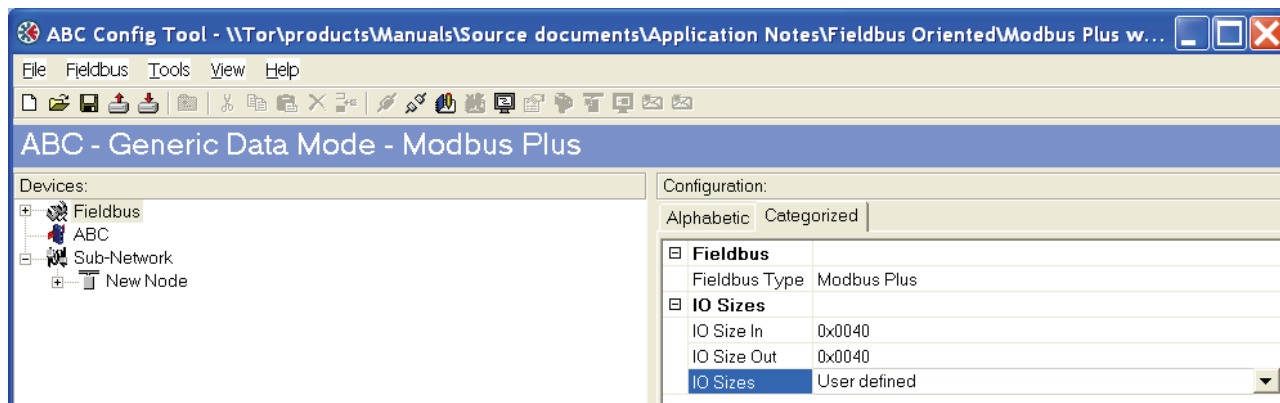 ABC Config Tool - \\Tor\products\Manuals\Source documents\Application Notes\Fieldbus Oriented\Modbus Plus w...
File Fieldbus Tools View Help
ABC - Generic Data Mode - Modbus Plus
Devices:
Fieldbus
ABC
Sub-Network
New Node
Configuration:
Alphabetic Categorized
Fieldbus
Fieldbus Type Modbus Plus
IO Sizes
IO Size In 0x0040
IO Size Out 0x0040
IO Sizes User defined